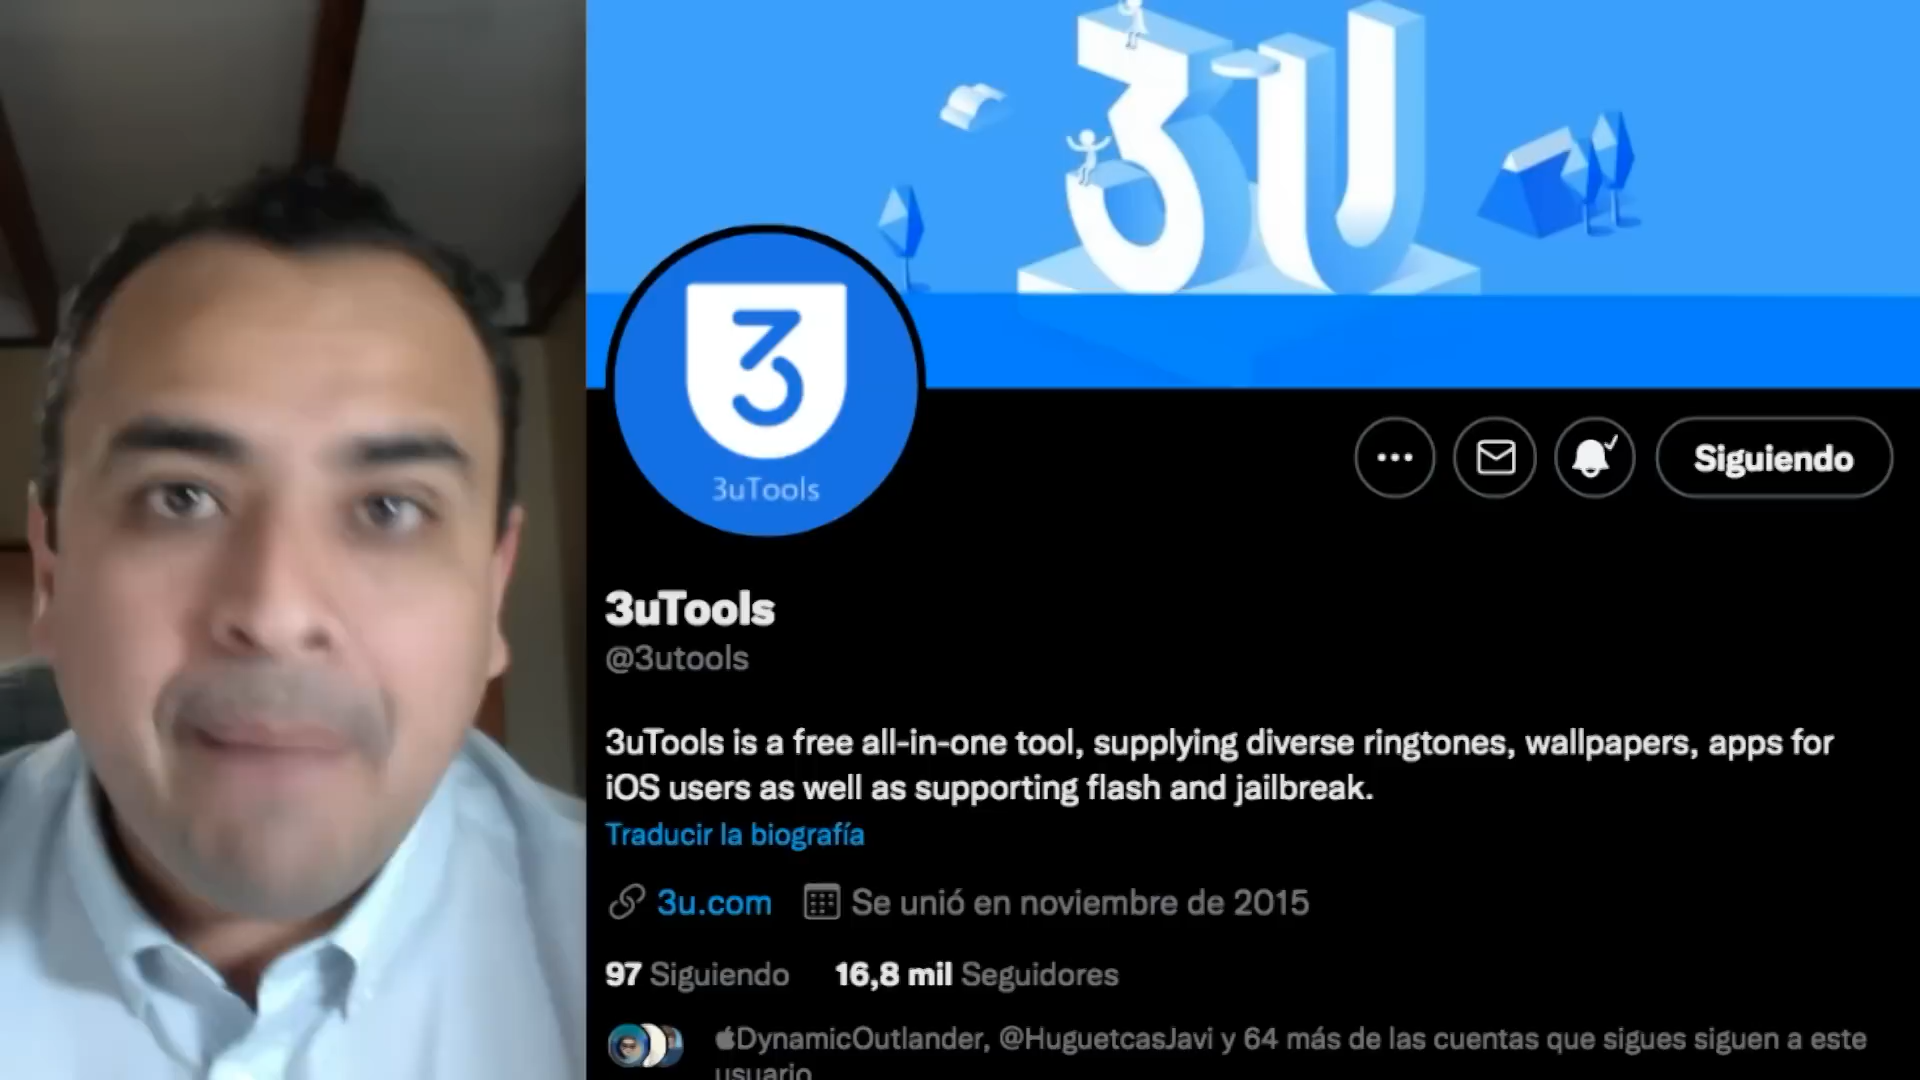 3U
3
3uTools
Siguiendo
3uTools
@3utools
3uTools is a free all-in-one tool, supplying diverse ringtones, wallpapers, apps for
iOS users as well as supporting flash and jailbreak.
Traducir la biografía
3u.com Se unió en noviembre de 2015
97 Siguiendo 16,8 mil Seguidores
DynamicOutlander, @HuguetcasJavi y 64 más de las cuentas que sigues siguen a este
usuario